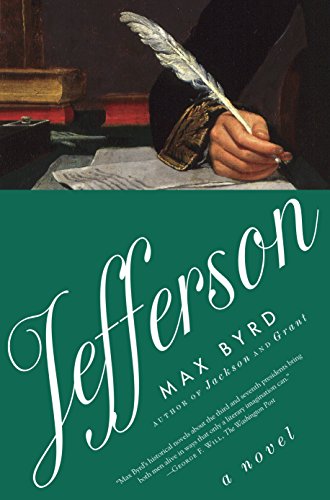 Jefferson
MAX BYRD
AUTHOR OF Jackson AND Grant
"Max Byrd's historical novels about the third and seventh presidents bring
both men alive in ways that only a literary imagination can."
—GEORGE F. WILL, The Washington Post
a novel